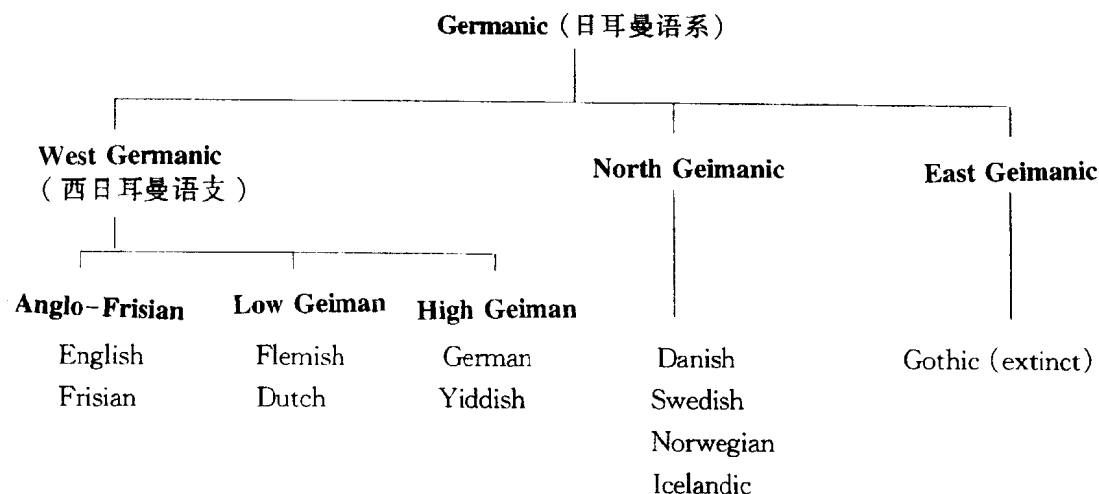 Germanic (日耳曼语系)
West Germanic
(西日耳曼语支)
North Geimanic
East Geimanic
Anglo-Frisian
Low Geiman
High Geiman
English
Frisian
Flemish
Dutch
German
Yiddish
Danish
Swedish
Norwegian
Icelandic
Gothic (extinct)